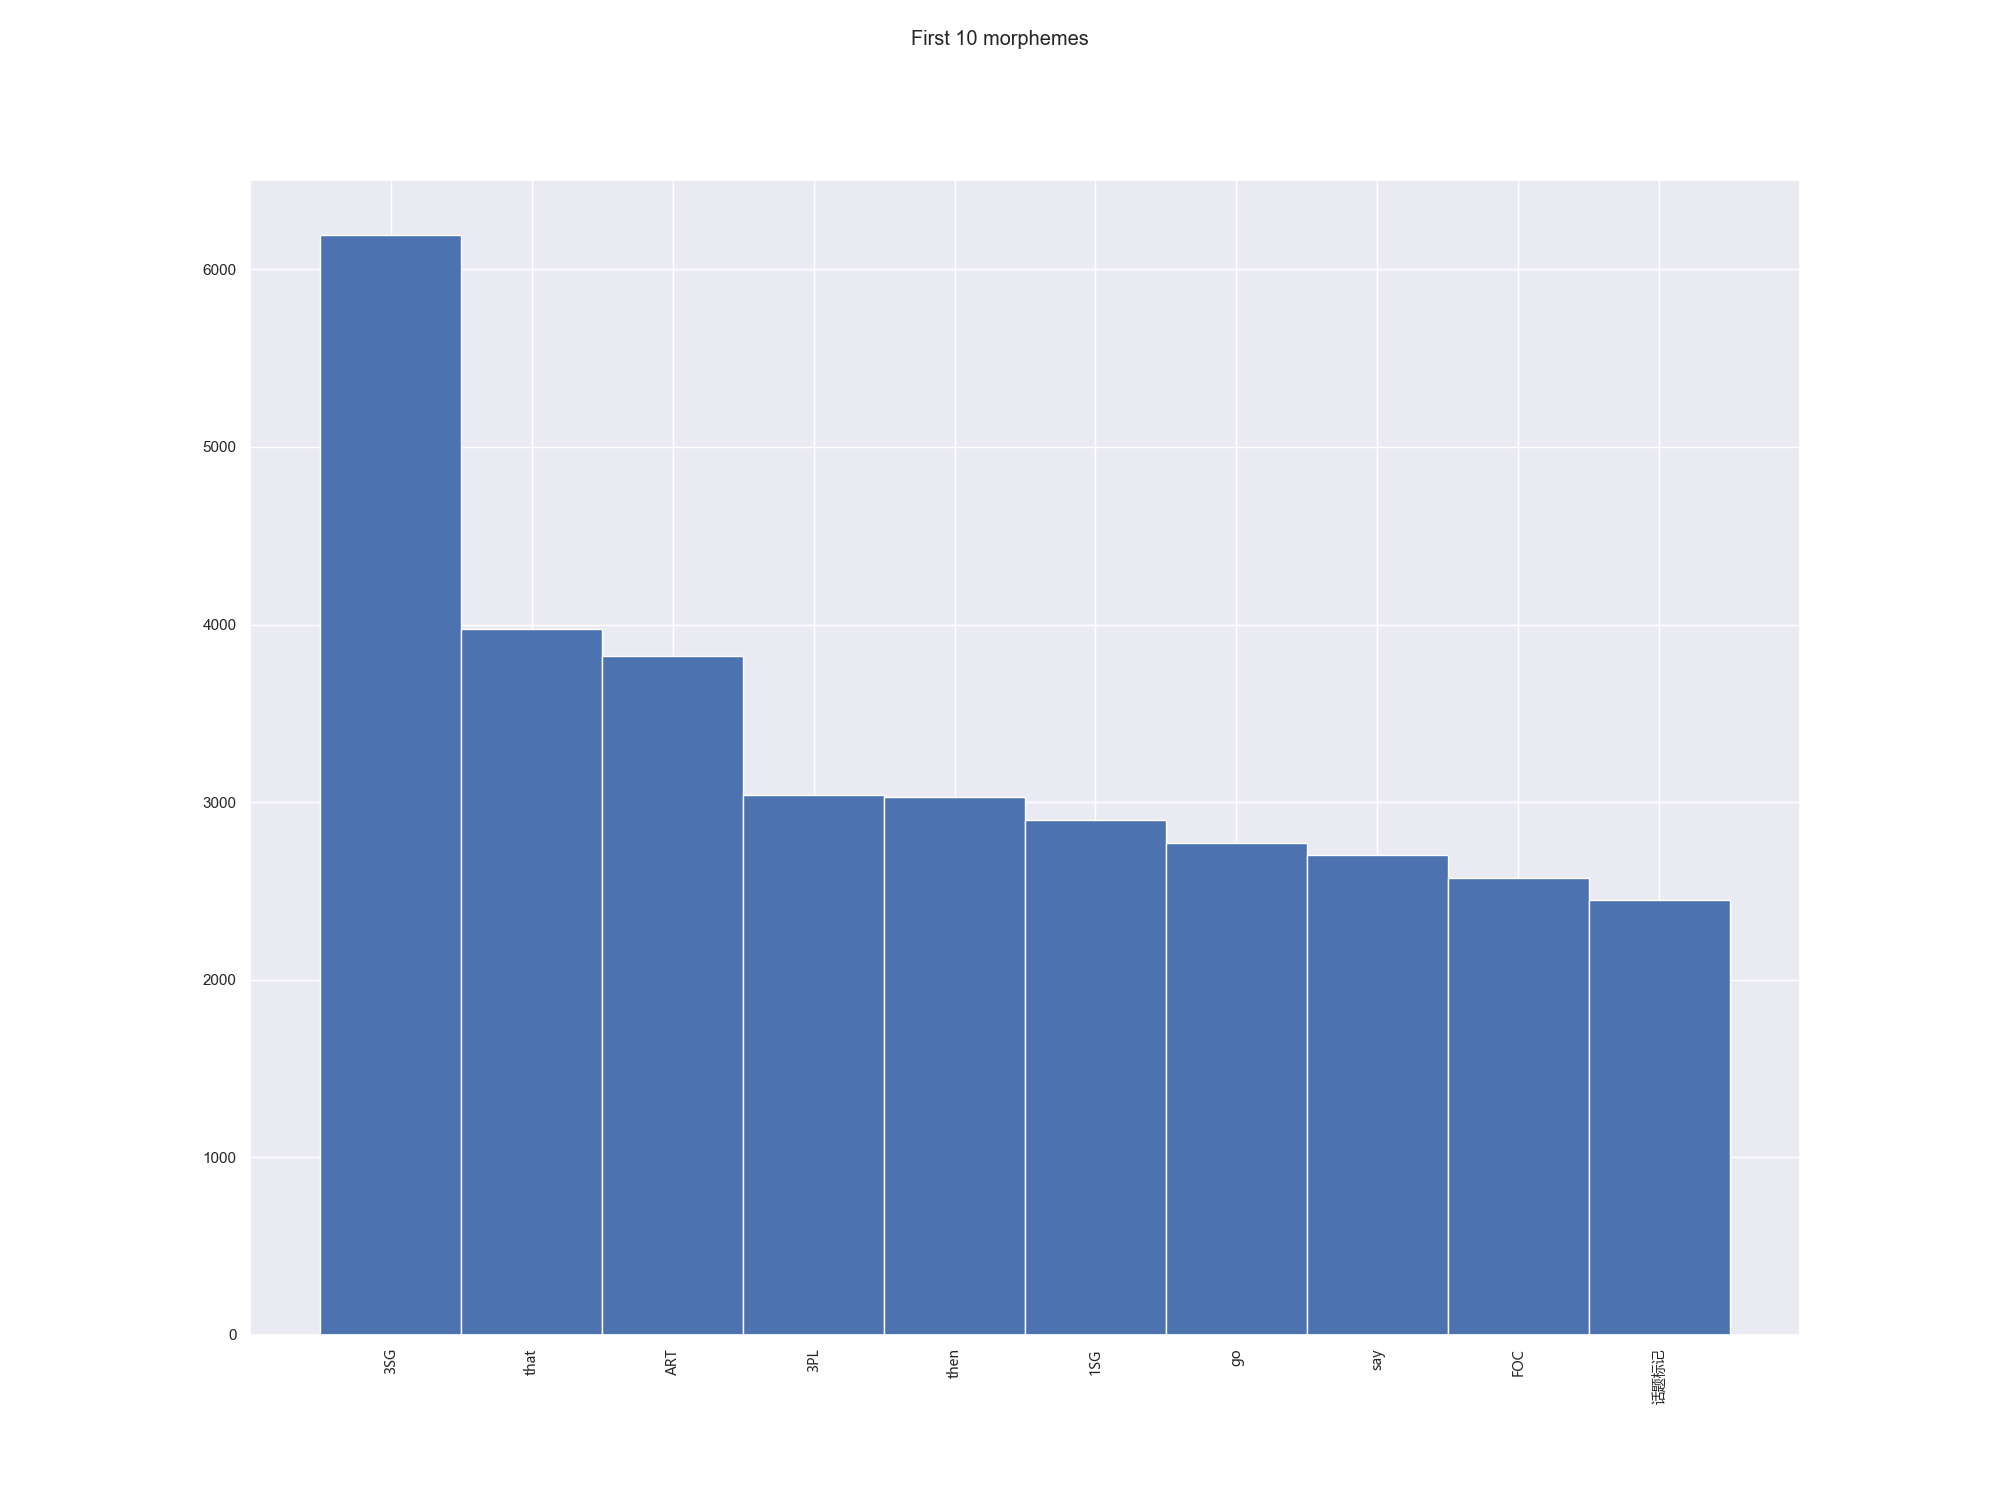 First 10 morphemes
6000
5000
4000
3000
2000
1000
0
3SG
that
ART
3PL
then
1SG
go
say
FOC
话题标记